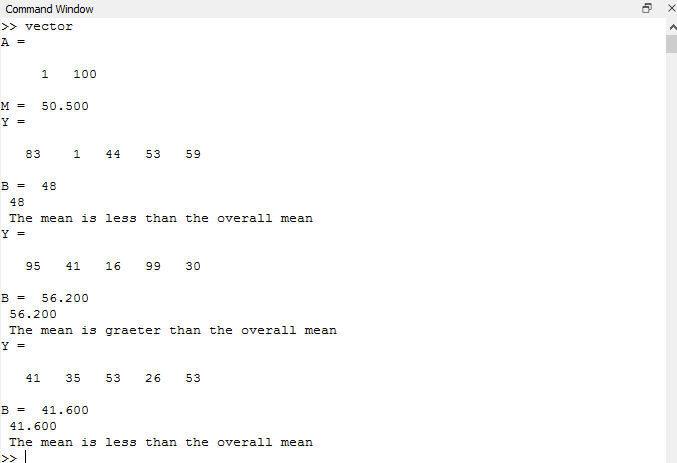 Command Window
>> vector
A =
1 100
M = 50.500
Y =
83 1 44 53 59
B = 48
48
The mean is less than the overall mean
Y =
95 41 16 99 30
B = 56.200
56.200
The mean is graeter than the overall mean
Y =
41 35 53 26 53
B = 41.600
41.600
The mean is less than the overall mean
>>